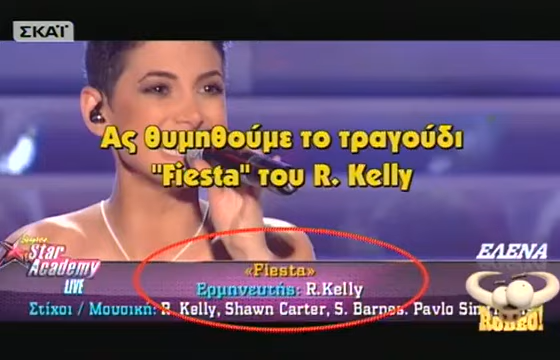 ΣΚΑΪ
Ας θυμηθούμε το τραγούδι
"Fiesta" του R. Kelly
Super
Star
Academy
LIVE
ΕΛΕΝΑ
«Fiesta»
Ερμηνευτής: R.Kelly
Στίχοι / Μουσική: R. Kelly, Shawn Carter, S. Barnes, Pavlo
RODEO!